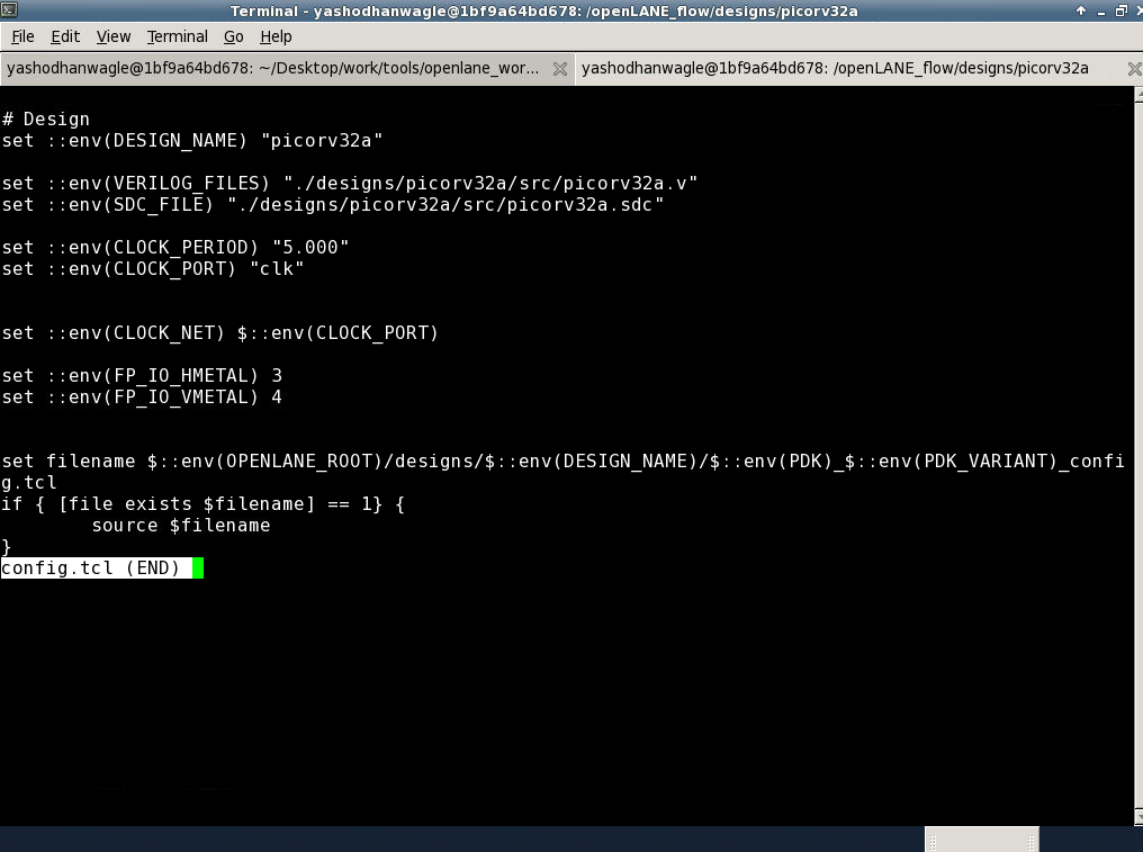 Terminal - yashodhanwagle@1bf9a64bd678: /openLANE_flow/designs/picorv32a
File Edit View Terminal Go Help
yashodhanwagle@1bf9a64bd678: ~/Desktop/work/tools/openlane_wor... yashodhanwagle@1bf9a64bd678: /openLANE_flow/designs/picorv32a
# Design
set ::env(DESIGN_NAME) "picorv32a"
set ::env(VERILOG_FILES) "./designs/picorv32a/src/picorv32a.v"
set ::env(SDC_FILE) "./designs/picorv32a/src/picorv32a.sdc"
set ::env(CLOCK_PERIOD) "5.000"
set ::env(CLOCK_PORT) "clk"
set ::env(CLOCK_NET) $::env(CLOCK_PORT)
set ::env(FP_IO_HMETAL) 3
set ::env(FP_IO_VMETAL) 4
set filename $::env(OPENLANE_ROOT)/designs/$::env(DESIGN_NAME)/$::env(PDK)_$::env(PDK_VARIANT)_confi
g.tcl
if { [file exists $filename] == 1} {
        source $filename
}
config.tcl (END)